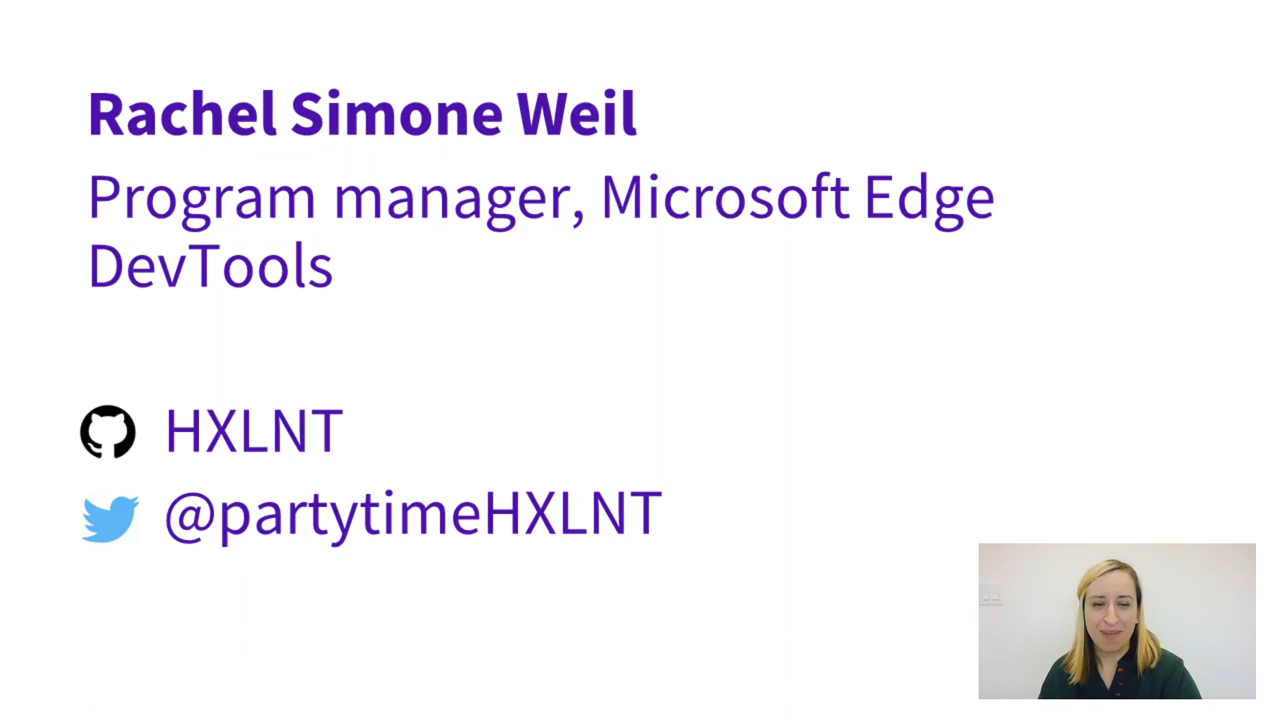 Rachel Simone Weil
Program manager, Microsoft Edge
DevTools
HXLNT
@partytimeHXLNT